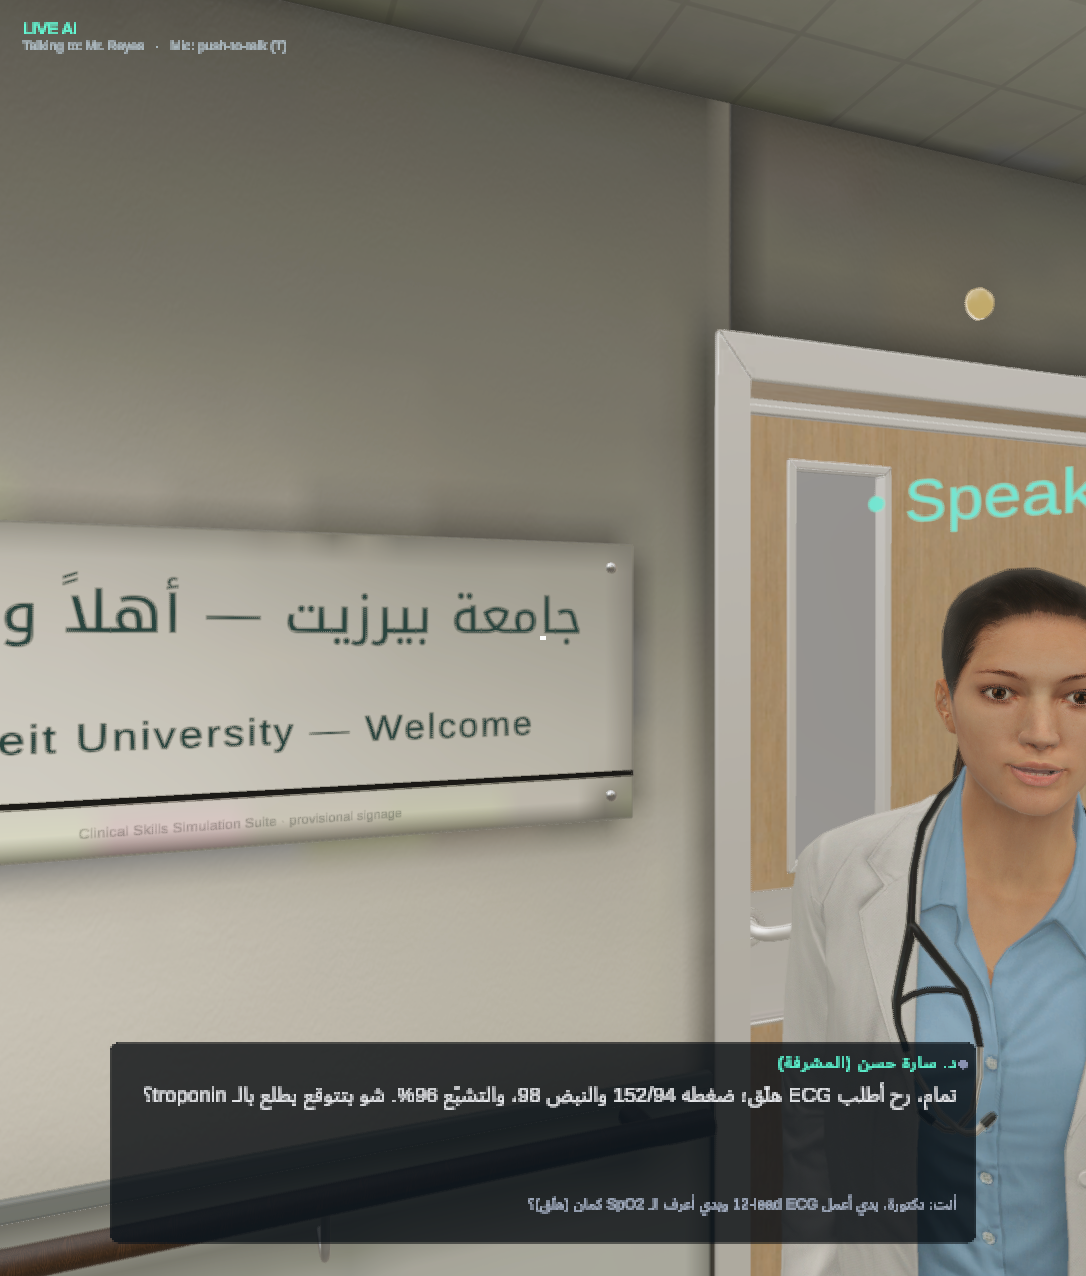 LIVE AI
Talking to: Mr. Reyes · Mic: push-to-talk (T)
Speak
جامعة بيرزيت — أهلاً و
eit University — Welcome
Clinical Skills Simulation Suite · provisional signage
د. سارة حسن (المشرفة)
تمام، رح أطلب ECG هلّق؛ ضغطه 152/94 والنبض 98، والتشبّع 96%. شو بتتوقع يطلع بالـ troponin؟
أنت: دكتورة، بدي أعمل 12-lead ECG وبدي أعرف الـ SpO2 كمان (هلّق)؟